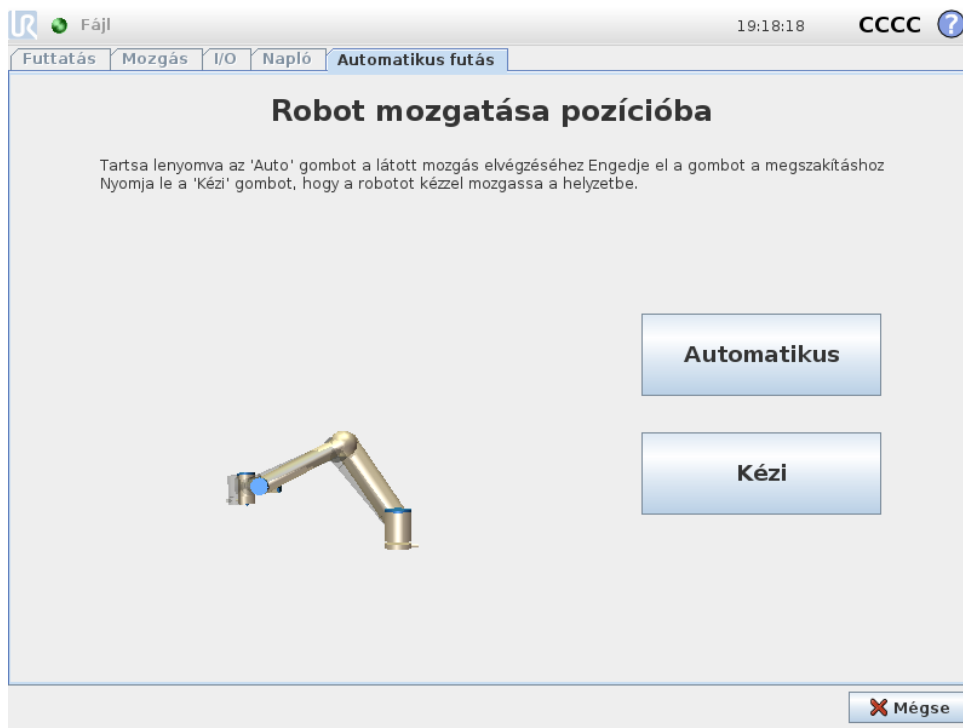 UR Fájl 19:18:18 CCCC ?
Futtatás Mozgás I/O Napló Automatikus futás
Robot mozgatása pozícióba
Tartsa lenyomva az 'Auto' gombot a látott mozgás elvégzéséhez Engedje el a gombot a megszakításhoz
Nyomja le a 'Kézi' gombot, hogy a robotot kézzel mozgassa a helyzetbe.
Automatikus
Kézi
Mégse